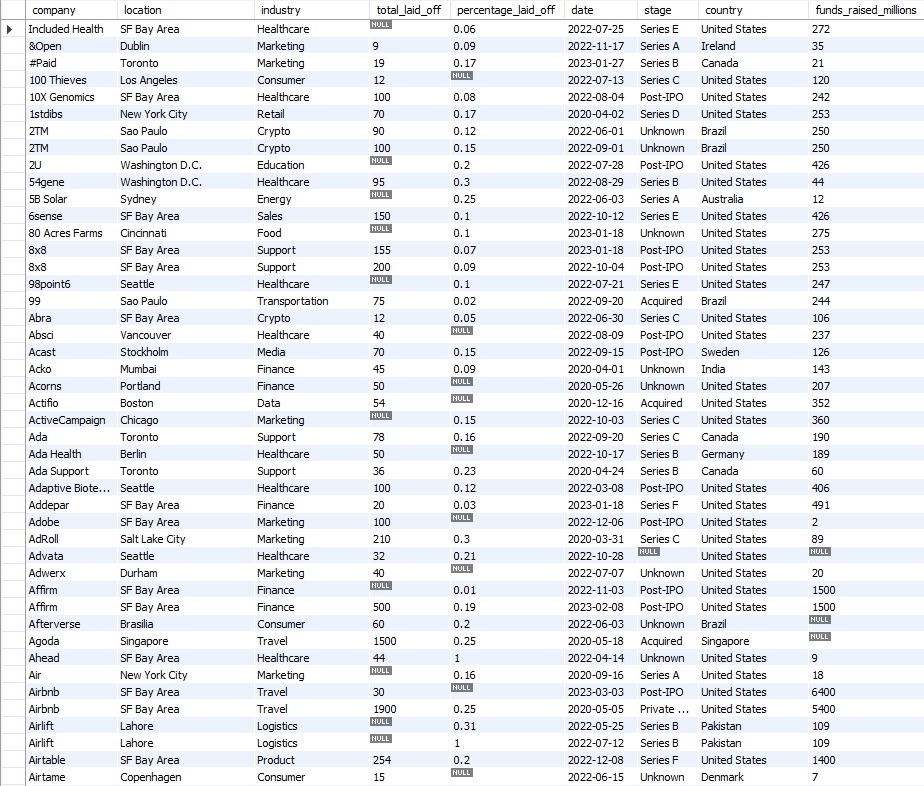 company location industry total_laid_off percentage_laid_off date stage country funds_raised_millions
Included Health SF Bay Area Healthcare NULL 0.06 2022-07-25 Series E United States 272
&Open Dublin Marketing 9 0.09 2022-11-17 Series A Ireland 35
#Paid Toronto Marketing 19 0.17 2023-01-27 Series B Canada 21
100 Thieves Los Angeles Consumer 12 NULL 2022-07-13 Series C United States 120
10X Genomics SF Bay Area Healthcare 100 0.08 2022-08-04 Post-IPO United States 242
1stdibs New York City Retail 70 0.17 2020-04-02 Series D United States 253
2TM Sao Paulo Crypto 90 0.12 2022-06-01 Unknown Brazil 250
2TM Sao Paulo Crypto 100 0.15 2022-09-01 Unknown Brazil 250
2U Washington D.C. Education NULL 0.2 2022-07-28 Post-IPO United States 426
54gene Washington D.C. Healthcare 95 0.3 2022-08-29 Series B United States 44
5B Solar Sydney Energy NULL 0.25 2022-06-03 Series A Australia 12
6sense SF Bay Area Sales 150 0.1 2022-10-12 Series E United States 426
80 Acres Farms Cincinnati Food NULL 0.1 2023-01-18 Unknown United States 275
8x8 SF Bay Area Support 155 0.07 2023-01-18 Post-IPO United States 253
8x8 SF Bay Area Support 200 0.09 2022-10-04 Post-IPO United States 253
98point6 Seattle Healthcare NULL 0.1 2022-07-21 Series E United States 247
99 Sao Paulo Transportation 75 0.02 2022-09-20 Acquired Brazil 244
Abra SF Bay Area Crypto 12 0.05 2022-06-30 Series C United States 106
Absci Vancouver Healthcare 40 NULL 2022-08-09 Post-IPO United States 237
Acast Stockholm Media 70 0.15 2022-09-15 Post-IPO Sweden 126
Acko Mumbai Finance 45 0.09 2020-04-01 Unknown India 143
Acorns Portland Finance 50 NULL 2020-05-26 Unknown United States 207
Actifio Boston Data 54 NULL 2020-12-16 Acquired United States 352
ActiveCampaign Chicago Marketing NULL 0.15 2022-10-03 Series C United States 360
Ada Toronto Support 78 0.16 2022-09-20 Series C Canada 190
Ada Health Berlin Healthcare 50 NULL 2022-10-17 Series B Germany 189
Ada Support Toronto Support 36 0.23 2020-04-24 Series B Canada 60
Adaptive Biote... Seattle Healthcare 100 0.12 2022-03-08 Post-IPO United States 406
Addepar SF Bay Area Finance 20 0.03 2023-01-18 Series F United States 491
Adobe SF Bay Area Marketing 100 NULL 2022-12-06 Post-IPO United States 2
AdRoll Salt Lake City Marketing 210 0.3 2020-03-31 Series C United States 89
Advata Seattle Healthcare 32 0.21 2022-10-28 NULL United States NULL
Adwerx Durham Marketing 40 NULL 2022-07-07 Unknown United States 20
Affirm SF Bay Area Finance NULL 0.01 2022-11-03 Post-IPO United States 1500
Affirm SF Bay Area Finance 500 0.19 2023-02-08 Post-IPO United States 1500
Afterverse Brasilia Consumer 60 0.2 2022-06-03 Unknown Brazil NULL
Agoda Singapore Travel 1500 0.25 2020-05-18 Acquired Singapore NULL
Ahead SF Bay Area Healthcare 44 1 2022-04-14 Unknown United States 9
Air New York City Marketing NULL 0.16 2020-09-16 Series A United States 18
Airbnb SF Bay Area Travel 30 NULL 2023-03-03 Post-IPO United States 6400
Airbnb SF Bay Area Travel 1900 0.25 2020-05-05 Private ... United States 5400
Airlift Lahore Logistics NULL 0.31 2022-05-25 Series B Pakistan 109
Airlift Lahore Logistics NULL 1 2022-07-12 Series B Pakistan 109
Airtable SF Bay Area Product 254 0.2 2022-12-08 Series F United States 1400
Airtame Copenhagen Consumer 15 NULL 2022-06-15 Unknown Denmark 7